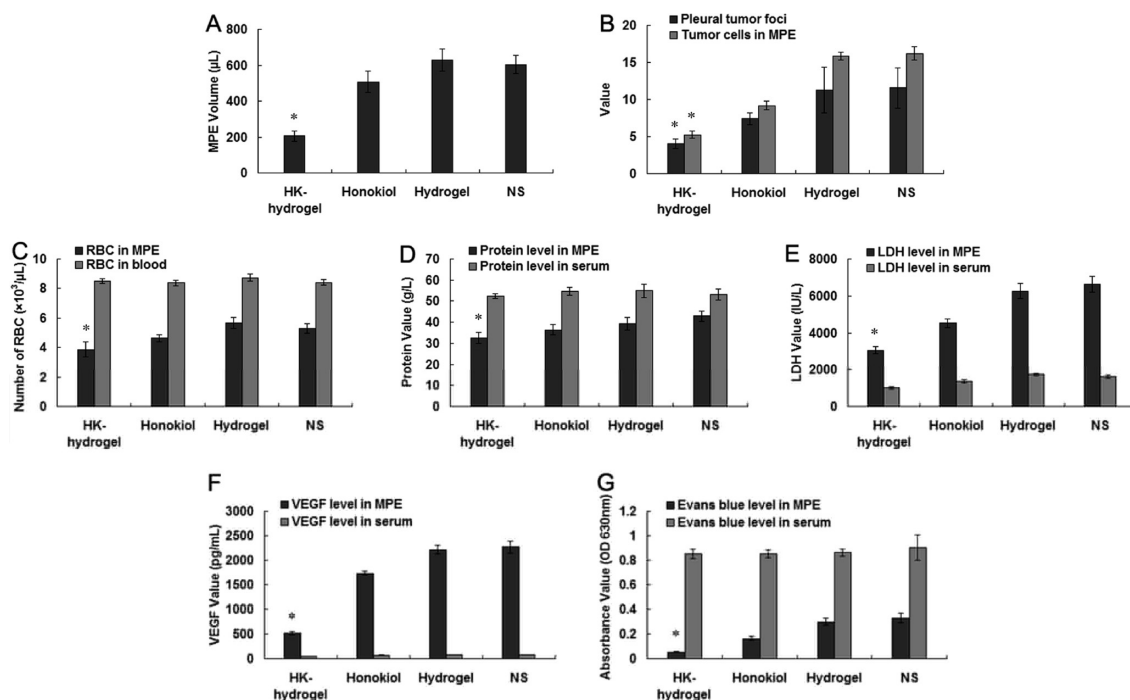 A
MPE Volume (μL)
800
600
400
200
0
*
HK-
hydrogel
Honokiol
Hydrogel
NS
B
Pleural tumor foci
Tumor cells in MPE
Value
20
15
10
5
0
*
*
HK-
hydrogel
Honokiol
Hydrogel
NS
C
RBC in MPE
RBC in blood
Number of RBC (×10³/μL)
10
8
6
4
2
0
*
HK-
hydrogel
Honokiol
Hydrogel
NS
D
Protein level in MPE
Protein level in serum
Protein Value (g/L)
70
60
50
40
30
20
10
0
*
HK-
hydrogel
Honokiol
Hydrogel
NS
E
LDH level in MPE
LDH level in serum
LDH Value (IU/L)
8000
6000
4000
2000
0
*
HK-
hydrogel
Honokiol
Hydrogel
NS
F
VEGF level in MPE
VEGF level in serum
VEGF Value (pg/mL)
3000
2500
2000
1500
1000
500
0
*
HK-
hydrogel
Honokiol
Hydrogel
NS
G
Evans blue level in MPE
Evans blue level in serum
Absorbance Value (OD 630nm)
1.2
1
0.8
0.6
0.4
0.2
0
*
HK-
hydrogel
Honokiol
Hydrogel
NS